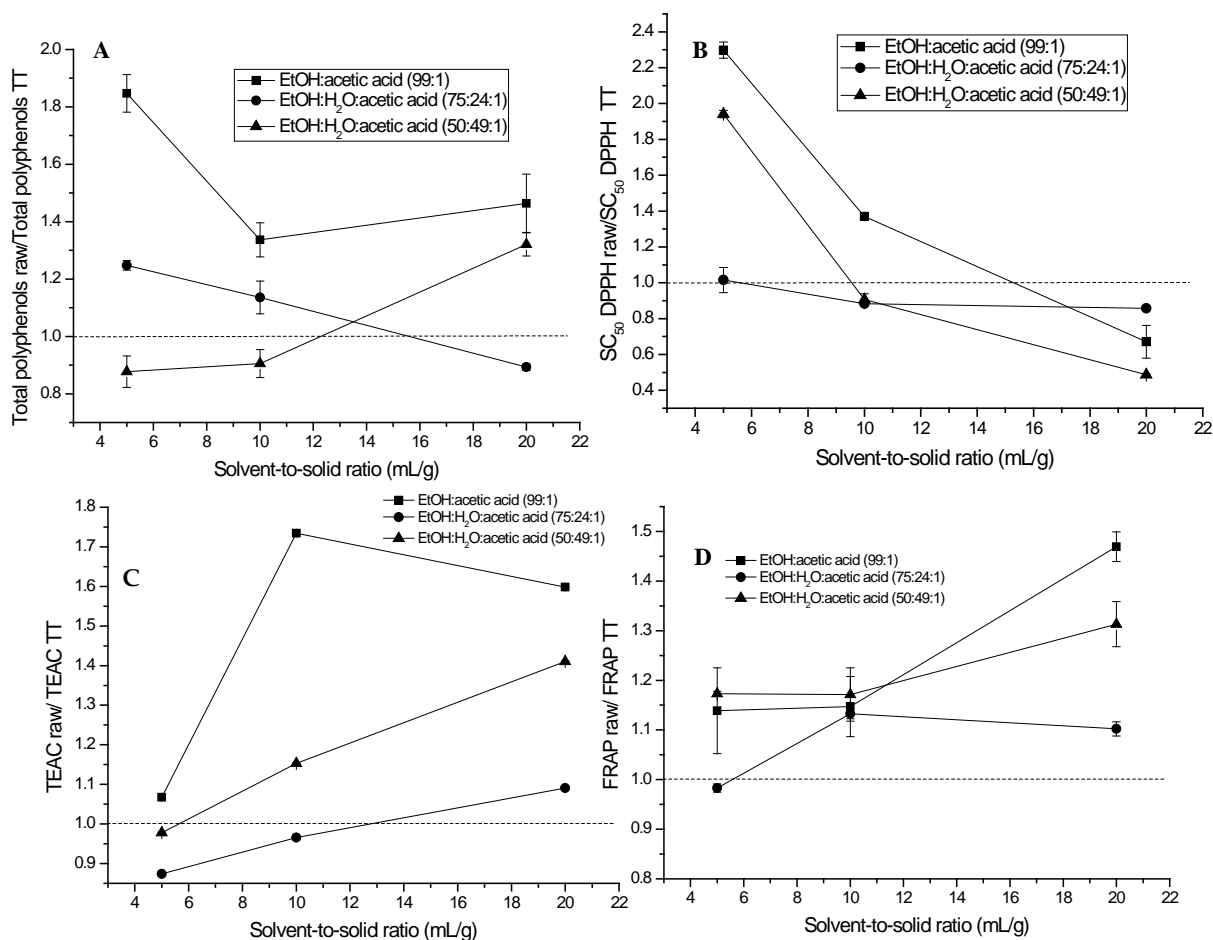 A
2.0
1.8
1.6
1.4
1.2
1.0
0.8
Total polyphenols raw/Total polyphenols TT
EtOH:acetic acid (99:1)
EtOH:H₂O:acetic acid (75:24:1)
EtOH:H₂O:acetic acid (50:49:1)
4 6 8 10 12 14 16 18 20 22
Solvent-to-solid ratio (mL/g)
B
2.4
2.2
2.0
1.8
1.6
1.4
1.2
1.0
0.8
0.6
0.4
SC₅₀ DPPH raw/SC₅₀ DPPH TT
EtOH:acetic acid (99:1)
EtOH:H₂O:acetic acid (75:24:1)
EtOH:H₂O:acetic acid (50:49:1)
4 6 8 10 12 14 16 18 20 22
Solvent-to-solid ratio (mL/g)
C
1.8
1.7
1.6
1.5
1.4
1.3
1.2
1.1
1.0
0.9
TEAC raw/ TEAC TT
EtOH:acetic acid (99:1)
EtOH:H₂O:acetic acid (75:24:1)
EtOH:H₂O:acetic acid (50:49:1)
4 6 8 10 12 14 16 18 20 22
Solvent-to-solid ratio (mL/g)
D
1.5
1.4
1.3
1.2
1.1
1.0
0.9
0.8
FRAP raw/ FRAP TT
EtOH:acetic acid (99:1)
EtOH:H₂O:acetic acid (75:24:1)
EtOH:H₂O:acetic acid (50:49:1)
4 6 8 10 12 14 16 18 20 22
Solvent-to-solid ratio (mL/g)